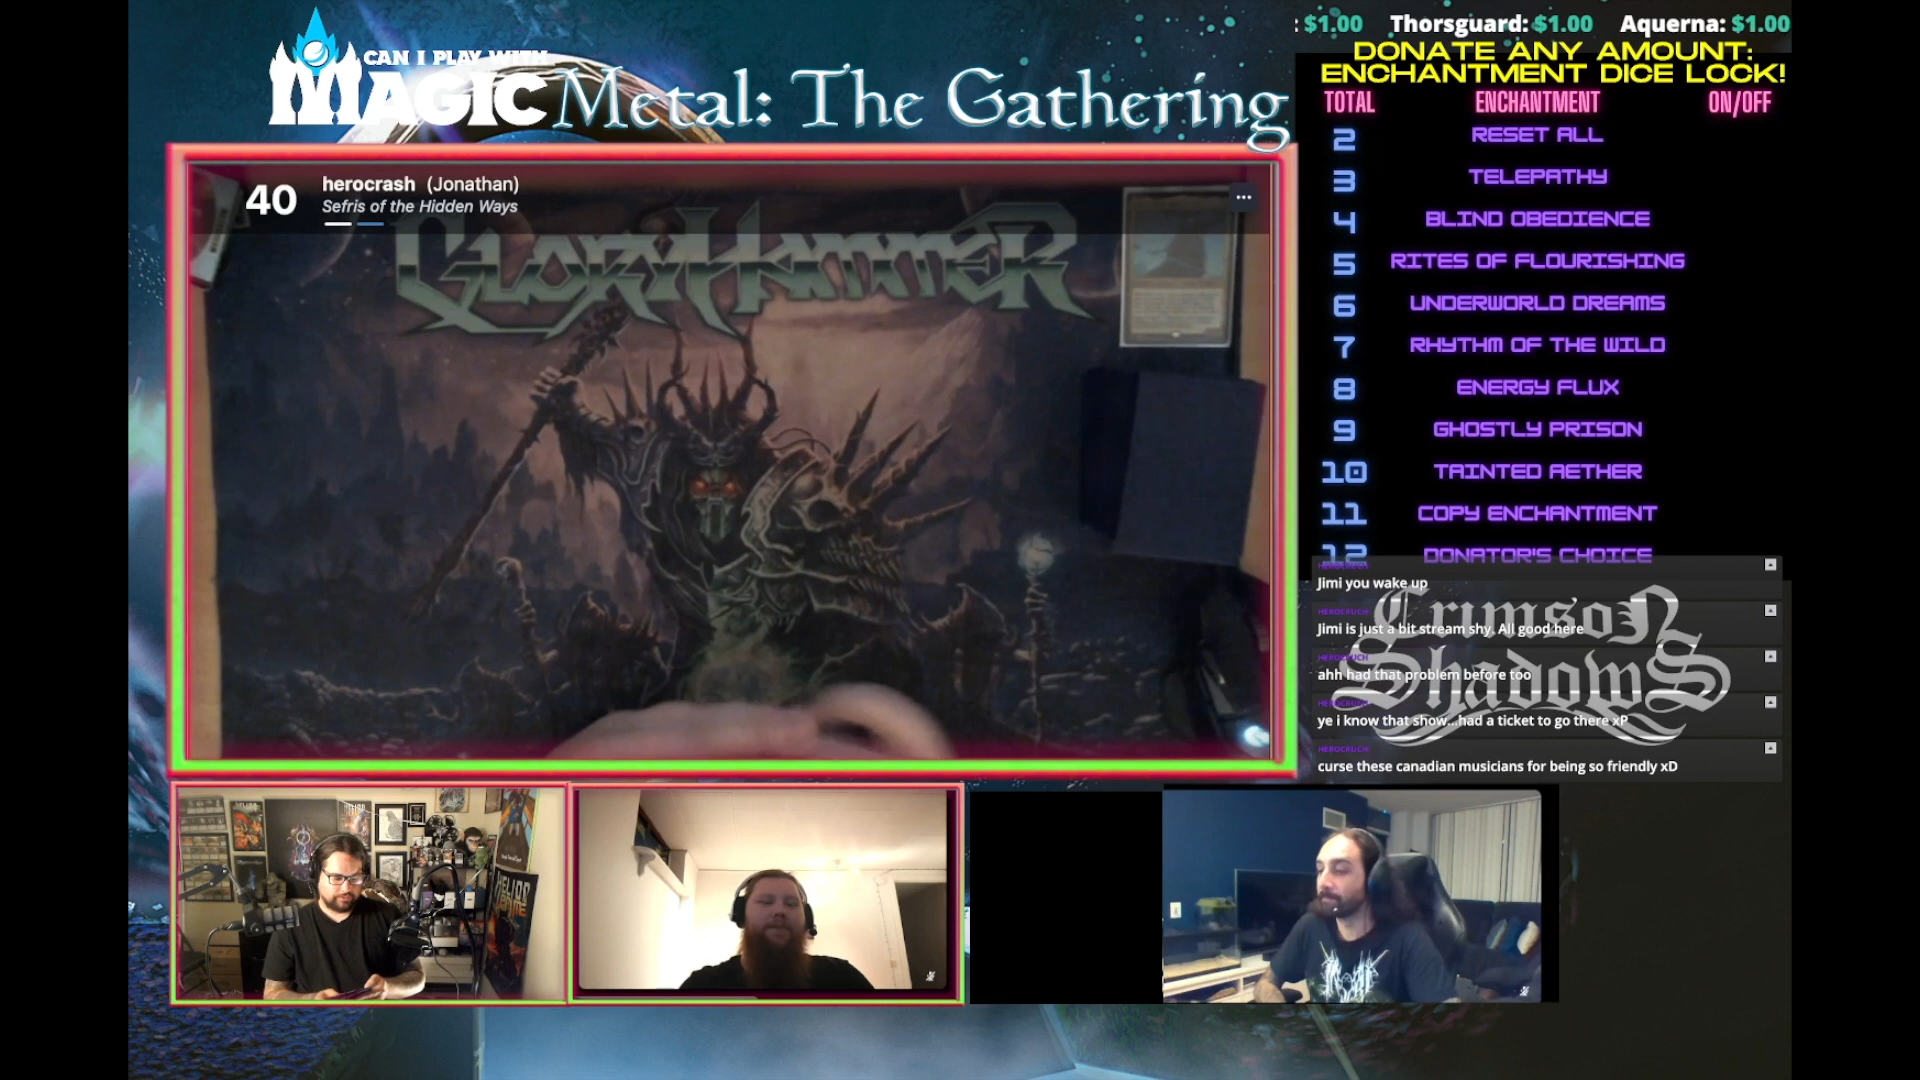 : $1.00 Thorsguard: $1.00 Aquerna: $1.00
CAN I PLAY WITH
MAGIC
Metal: The Gathering
DONATE ANY AMOUNT:
ENCHANTMENT DICE LOCK!
TOTAL ENCHANTMENT ON/OFF
2 RESET ALL
3 TELEPATHY
4 BLIND OBEDIENCE
5 RITES OF FLOURISHING
6 UNDERWORLD DREAMS
7 RHYTHM OF THE WILD
8 ENERGY FLUX
9 GHOSTLY PRISON
10 TAINTED AETHER
11 COPY ENCHANTMENT
12 DONATOR'S CHOICE
40
herocrash (Jonathan)
Sefris of the Hidden Ways
GLORYHAMMER
Jimi you wake up
Jimi is just a bit stream shy. All good here
ahh had that problem before too
ye i know that show...had a ticket to go there xP
curse these canadian musicians for being so friendly xD
Crimson
Shadows